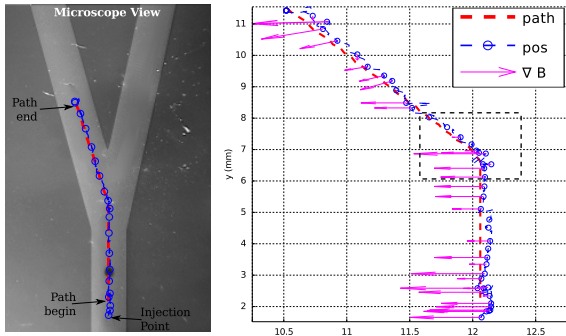 Microscope View
Path
end
Path
begin
Injection
Point
path
pos
∇ B
y (mm)
11
10
9
8
7
6
5
4
3
2
10.5
11
11.5
12
12.5